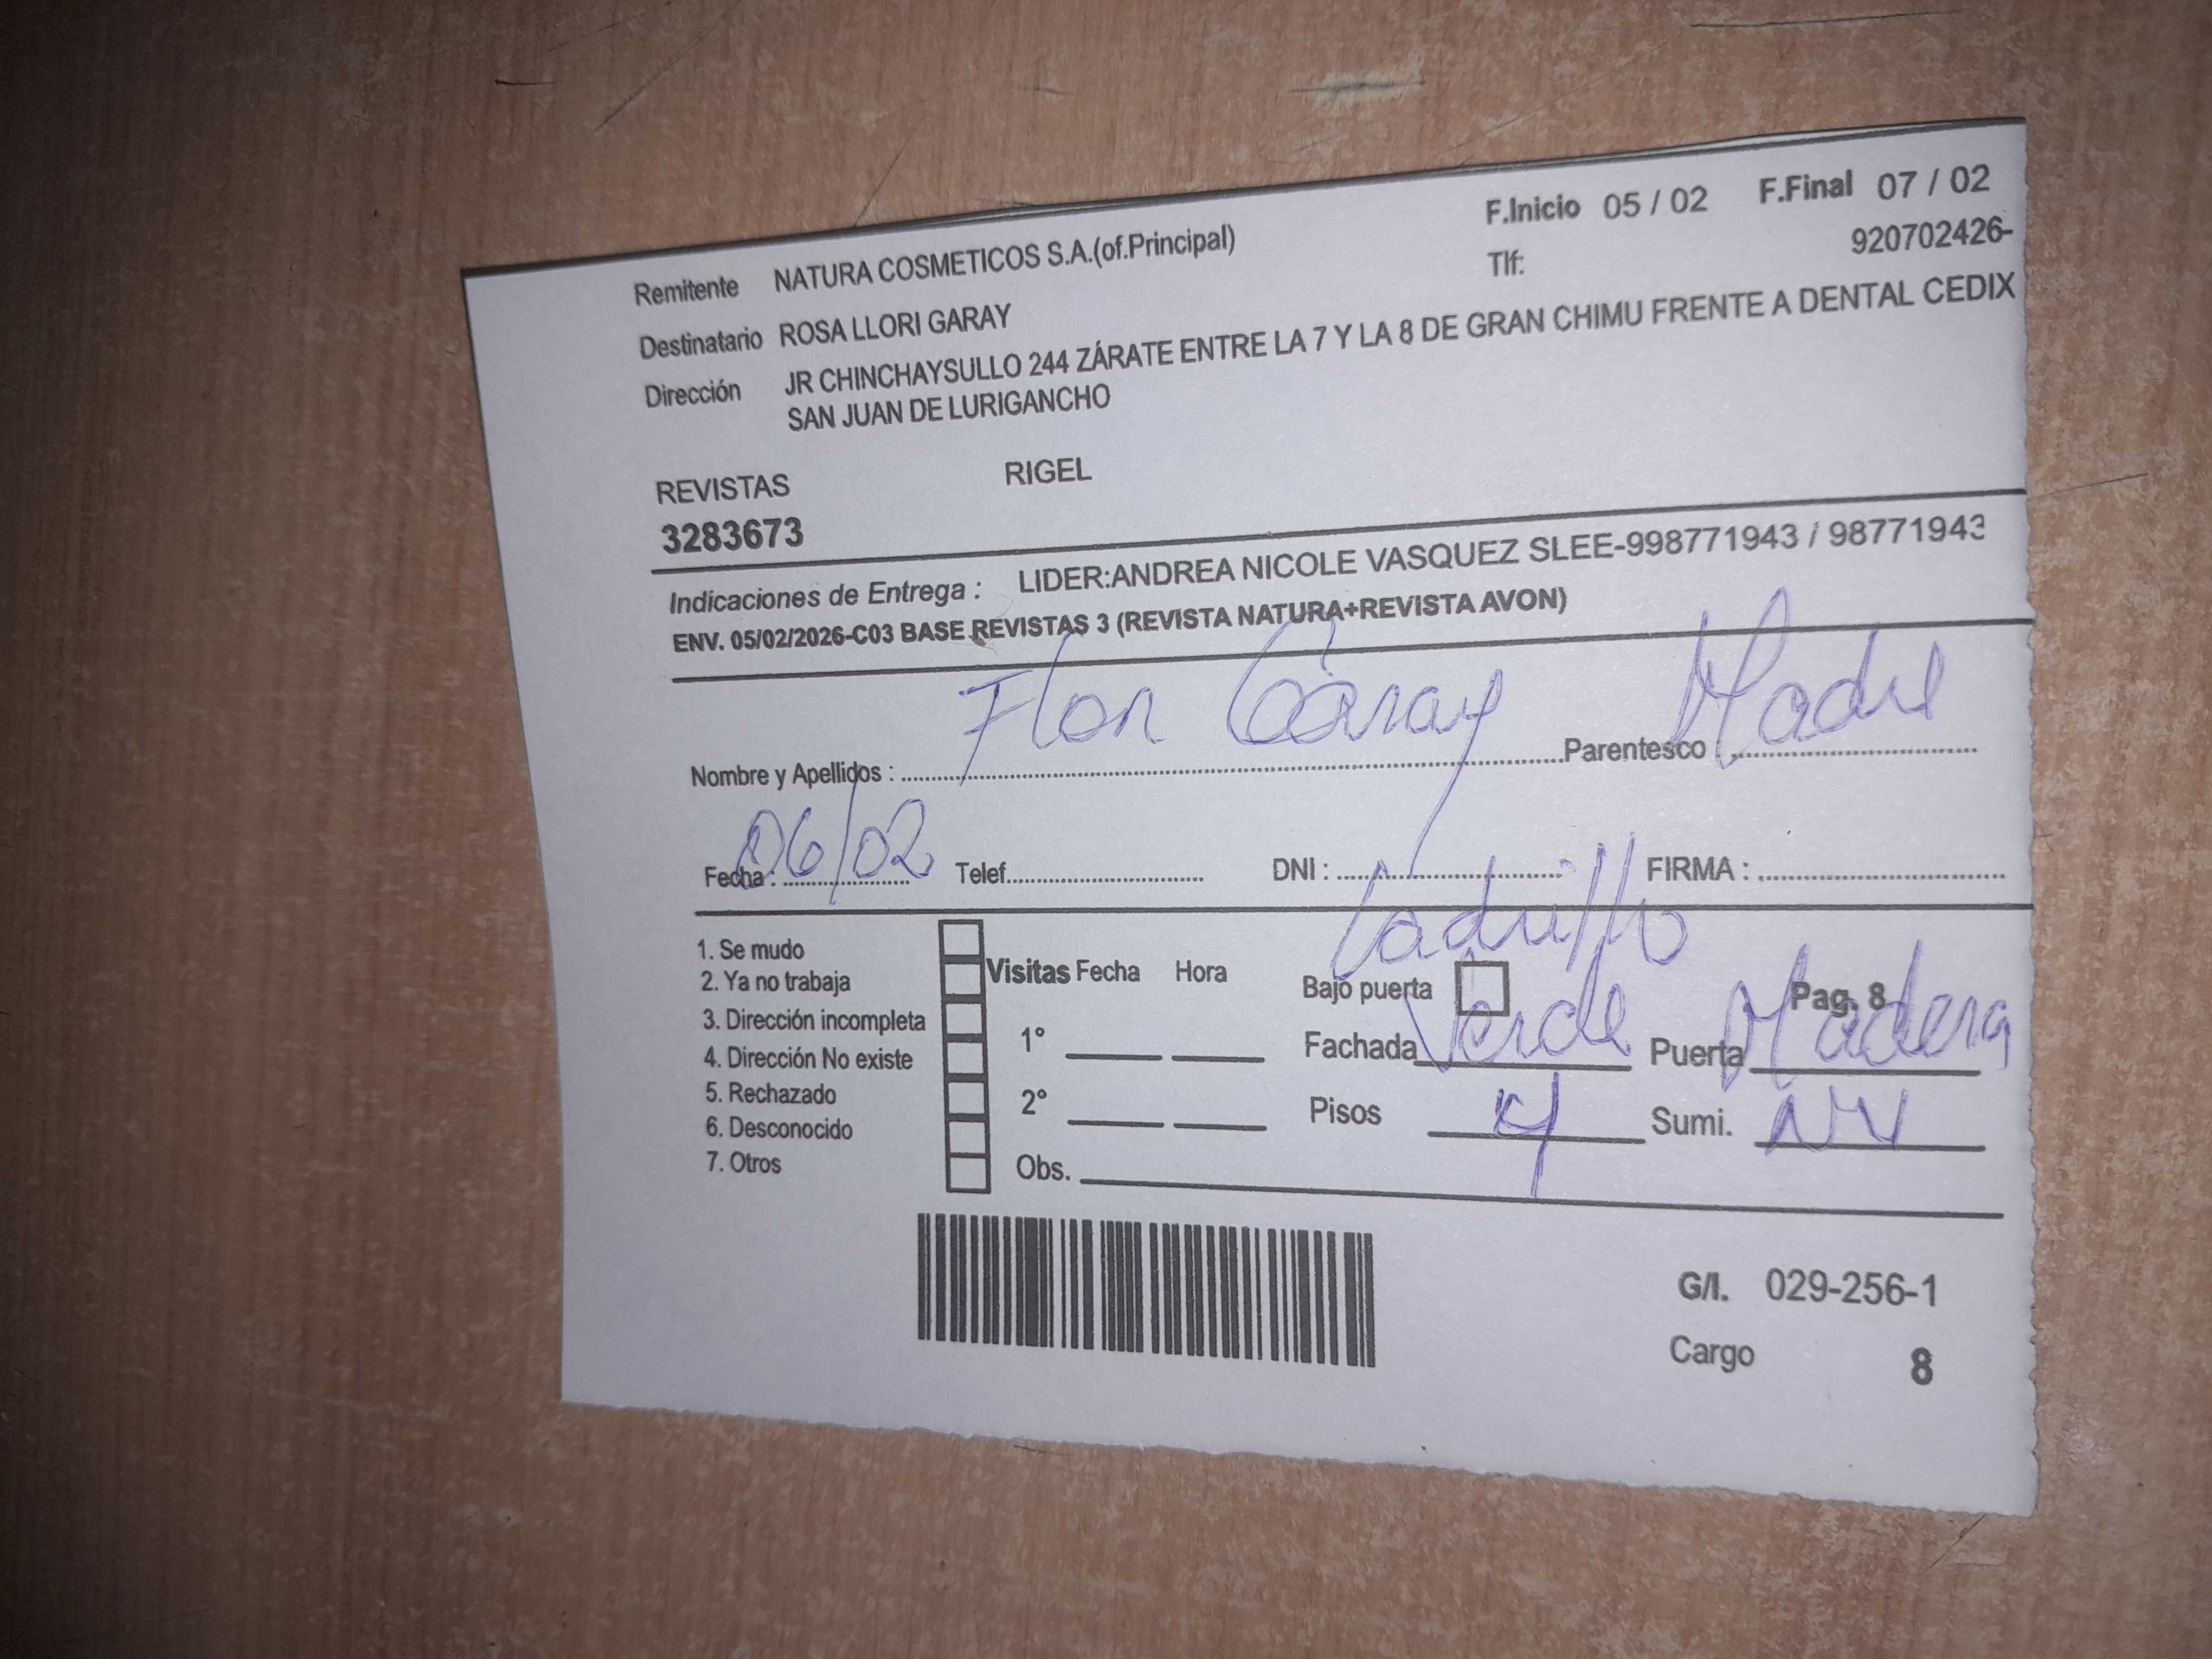 F.Inicio 05 / 02 F.Final 07 / 02
Remitente NATURA COSMETICOS S.A.(of.Principal) Tlf: 920702426-
Destinatario ROSA LLORI GARAY
Dirección JR CHINCHAYSULLO 244 ZÁRATE ENTRE LA 7 Y LA 8 DE GRAN CHIMU FRENTE A DENTAL CEDIX
SAN JUAN DE LURIGANCHO
REVISTAS RIGEL
3283673
Indicaciones de Entrega : LIDER:ANDREA NICOLE VASQUEZ SLEE-998771943 / 98771943
ENV. 05/02/2026-C03 BASE REVISTAS 3 (REVISTA NATURA+REVISTA AVON)
Nombre y Apellidos : Flor Garay Parentesco : Madre
Fecha : 06/02 Telef. DNI : FIRMA :
Ladrillo
1. Se mudo
2. Ya no trabaja
3. Dirección incompleta
4. Dirección No existe
5. Rechazado
6. Desconocido
7. Otros
Visitas Fecha Hora
1°
2°
Obs.
Bajo puerta Pag. 8
Fachada Verde Puerta Madera
Pisos 4 Sumi.
G/I. 029-256-1
Cargo 8